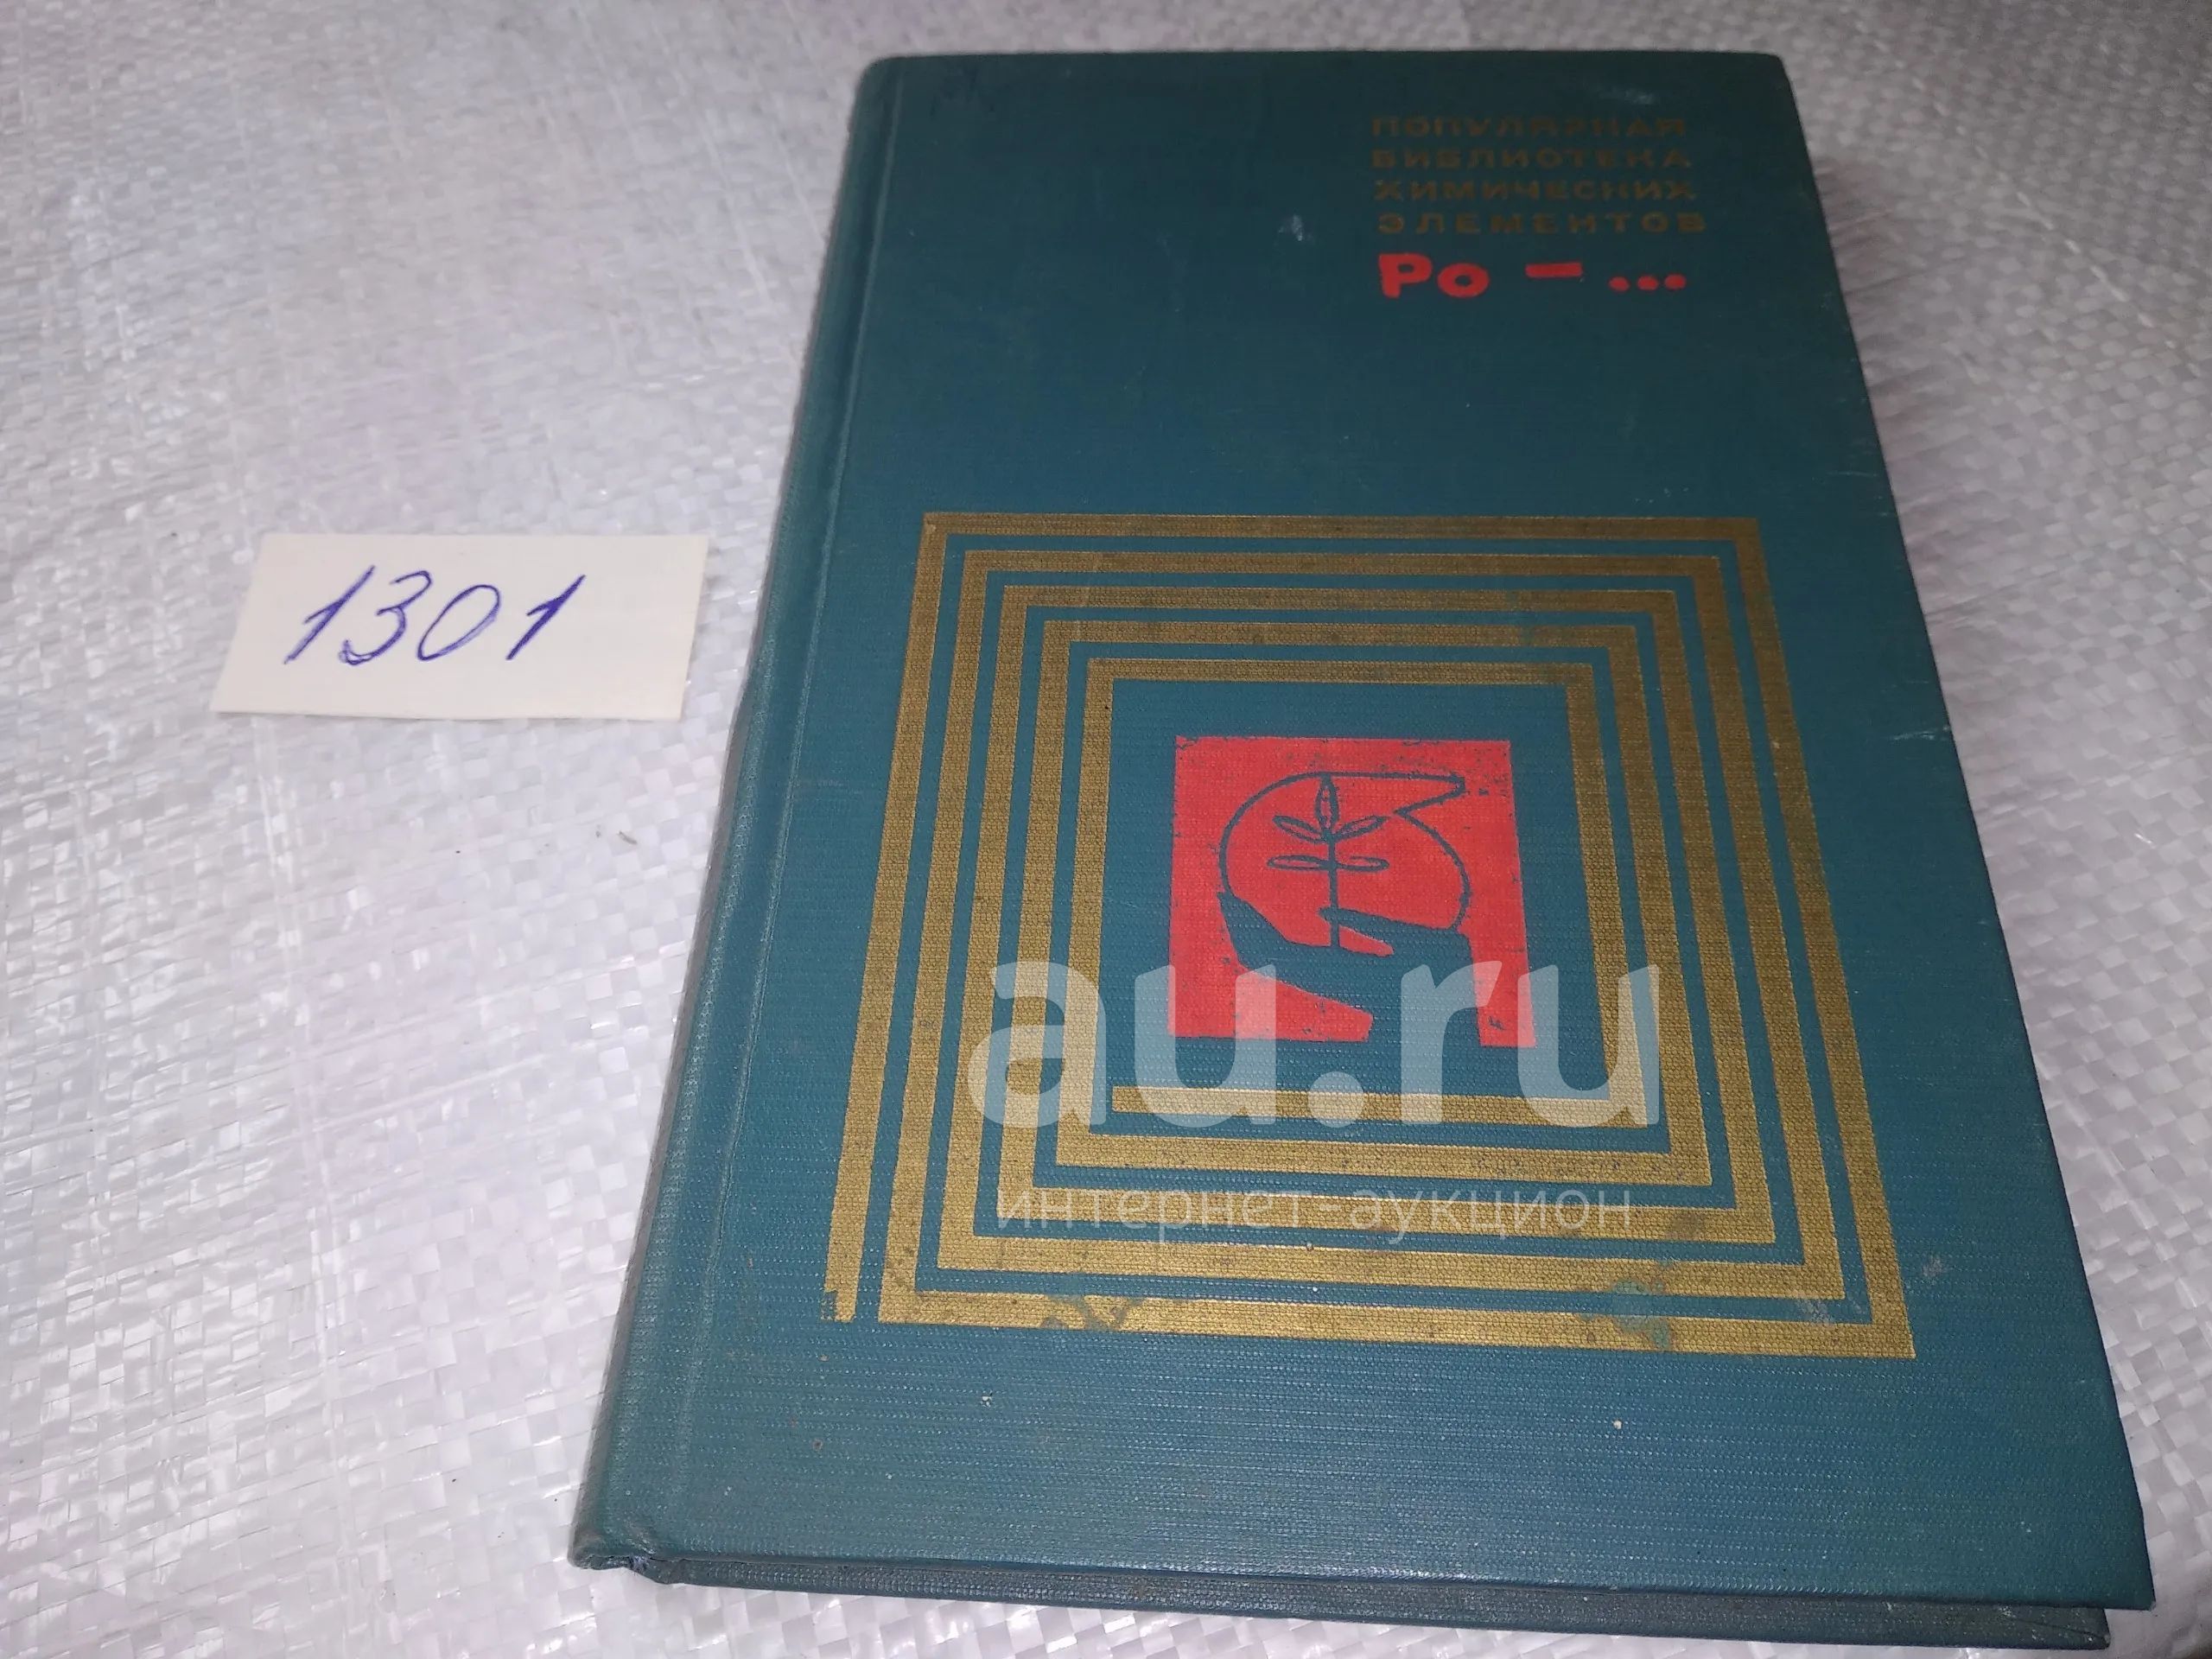 ПОПУЛЯРНАЯ
БИБЛИОТЕКА
ХИМИЧЕСКИХ
ЭЛЕМЕНТОВ
Po — ...
1301
au.ru
интернет-аукцион